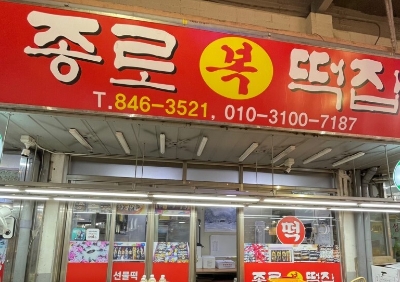 종로 복 떡집
T.846-3521, 010-3100-7187
떡
선물떡
종로 떡집